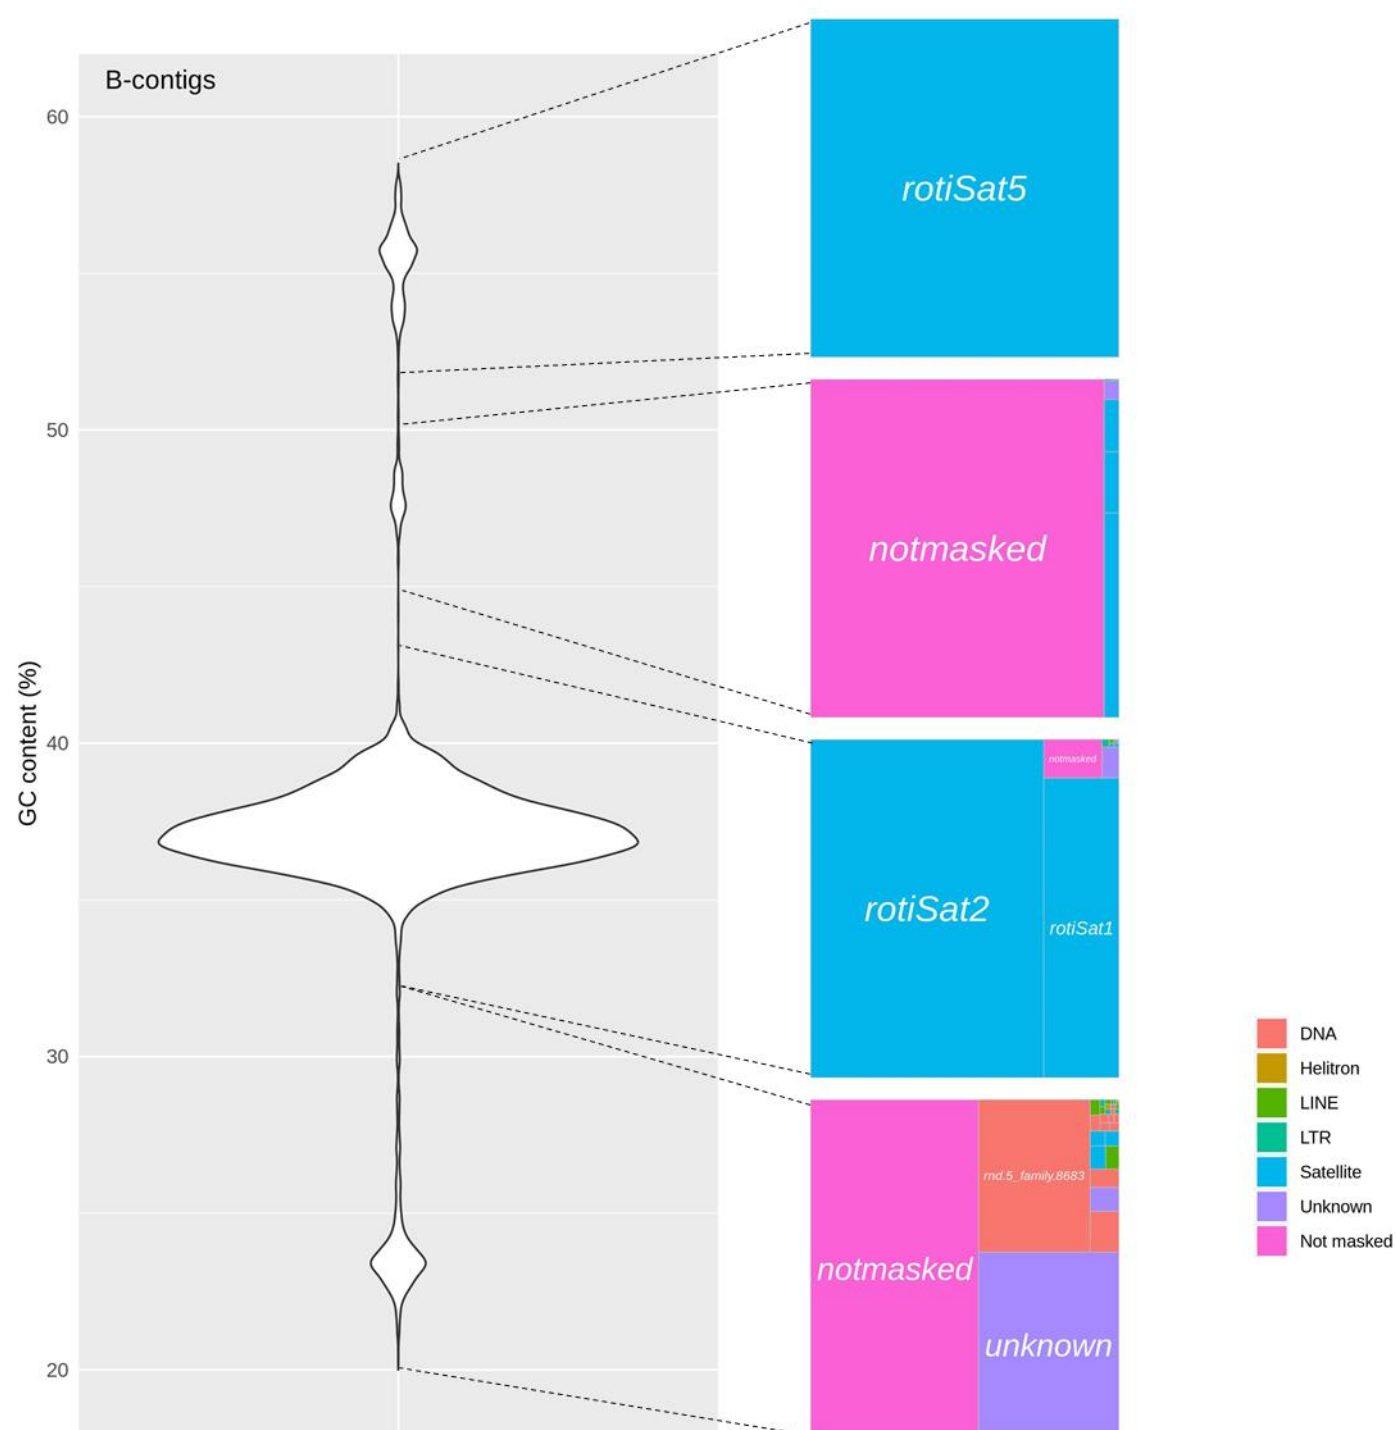 B-contigs
60
50
40
30
20
GC content (%)
rotiSat5
notmasked
notmasked
rotiSat2
rotiSat1
rnd.5_family.8683
notmasked
unknown
DNA
Helitron
LINE
LTR
Satellite
Unknown
Not masked